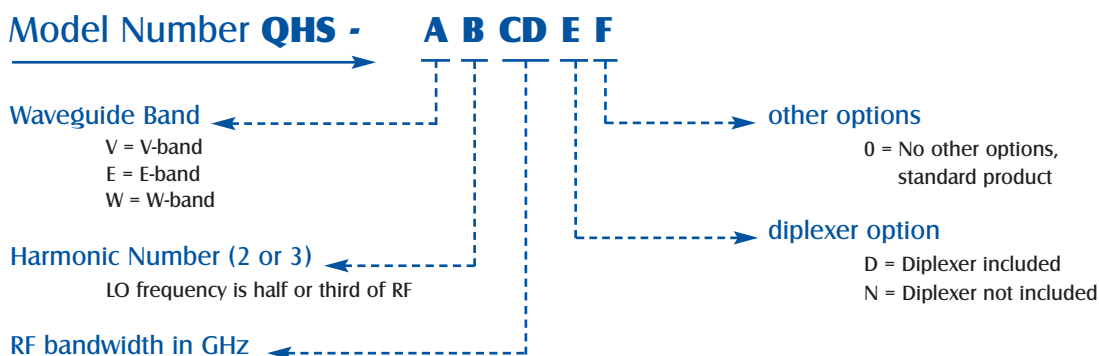 Model Number QHS - A B CD E F
Waveguide Band
V = V-band
E = E-band
W = W-band
Harmonic Number (2 or 3)
LO frequency is half or third of RF
RF bandwidth in GHz
other options
0 = No other options,
standard product
diplexer option
D = Diplexer included
N = Diplexer not included